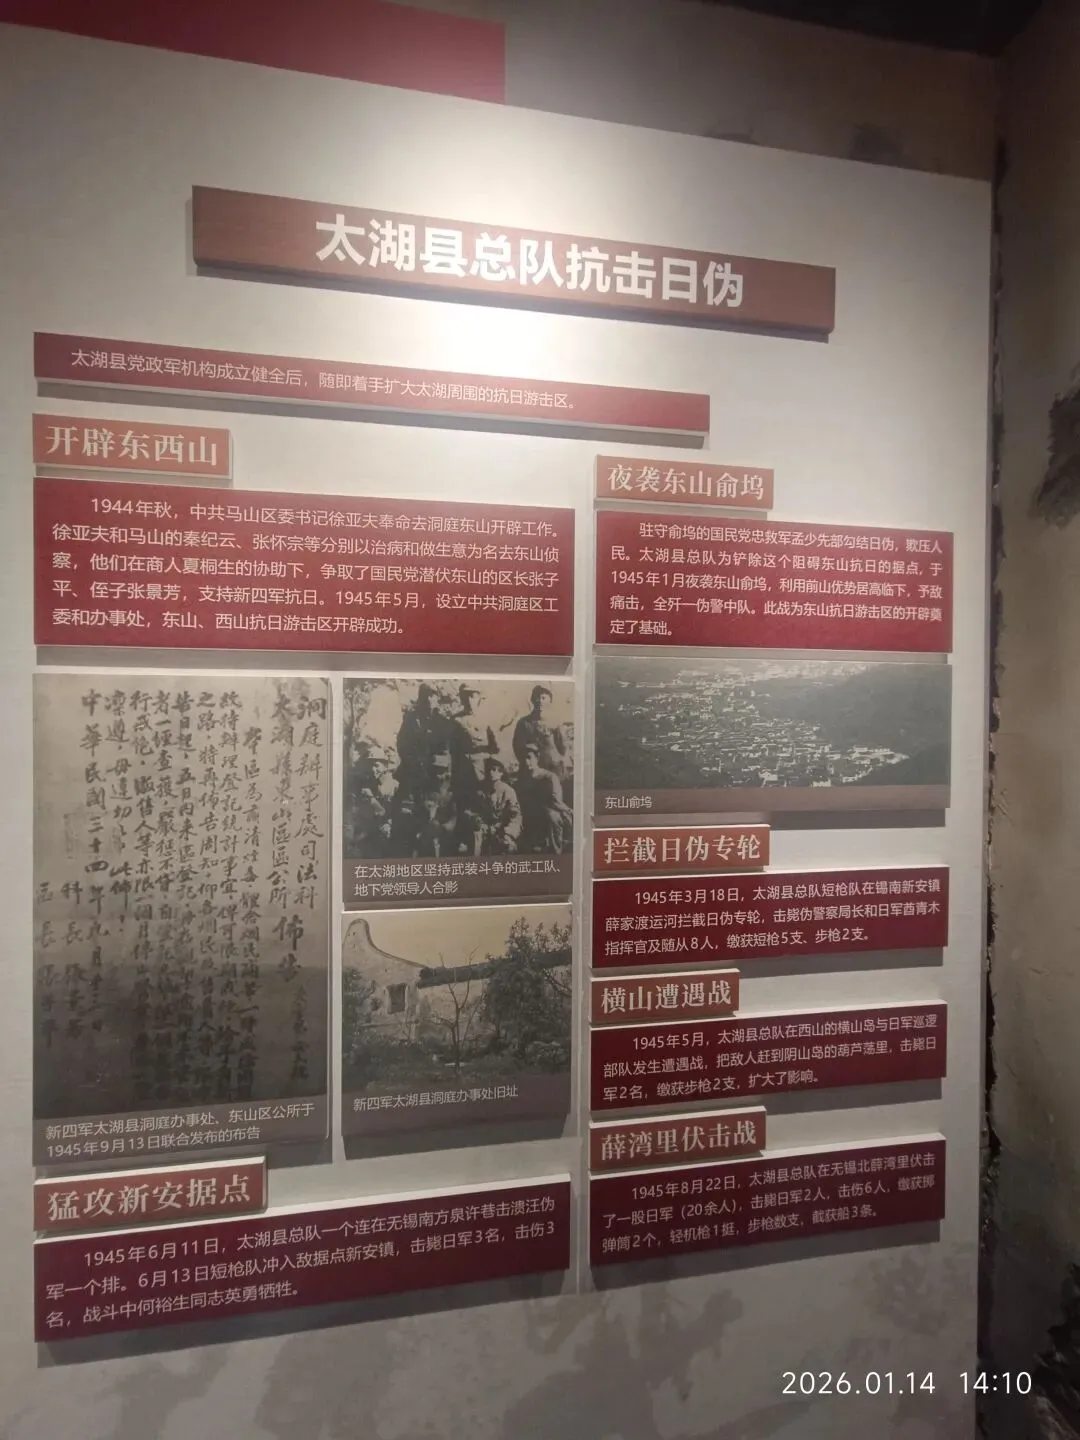 太湖县总队抗击日伪
太湖县党政军机构成立健全后，随即着手扩大太湖周围的抗日游击区。
开辟东西山
1944年秋，中共马山区委书记徐亚夫奉命去洞庭东山开辟工作。
徐亚夫和马山的秦纪云、张怀宗等分别以治病和做生意为名去东山侦
察，他们在商人夏桐生的协助下，争取了国民党潜伏东山的区长张子
平、侄子张景芳，支持新四军抗日。1945年5月，设立中共洞庭区工
委和办事处，东山、西山抗日游击区开辟成功。
洞庭办事处司法科
太湖县东山区区公所
佈告
中华民国三十四年九月十三日
新四军太湖县洞庭办事处、东山区公所于
1945年9月13日联合发布的布告
在太湖地区坚持武装斗争的武工队、
地下党领导人合影
新四军太湖县洞庭办事处旧址
猛攻新安据点
1945年6月11日，太湖县总队一个连在无锡南方泉许巷击溃汪伪
军一个排。6月13日短枪队冲入敌据点新安镇，击毙日军3名，击伤3
名，战斗中何裕生同志英勇牺牲。
夜袭东山俞坞
驻守俞坞的国民党忠救军孟少先部勾结日伪，欺压人
民。太湖县总队为铲除这个阻碍东山抗日的据点，于
1945年1月夜袭东山俞坞，利用前山优势居高临下，予敌
痛击，全歼一伪警中队。此战为东山抗日游击区的开辟奠
定了基础。
东山俞坞
拦截日伪专轮
1945年3月18日，太湖县总队短枪队在锡南新安镇
薛家渡运河拦截日伪专轮，击毙伪警察局长和日军酋青木
指挥官及随从8人，缴获短枪5支、步枪2支。
横山遭遇战
1945年5月，太湖县总队在西山的横山岛与日军巡逻
部队发生遭遇战，把敌人赶到阴山岛的葫芦荡里，击毙日
军2名，缴获步枪2支，扩大了影响。
薛湾里伏击战
1945年8月22日，太湖县总队在无锡北薛湾里伏击
了一股日军（20余人），击毙日军2人，击伤6人，缴获掷
弹筒2个，轻机枪1挺，步枪数支，截获船3条。
2026.01.14 14:10